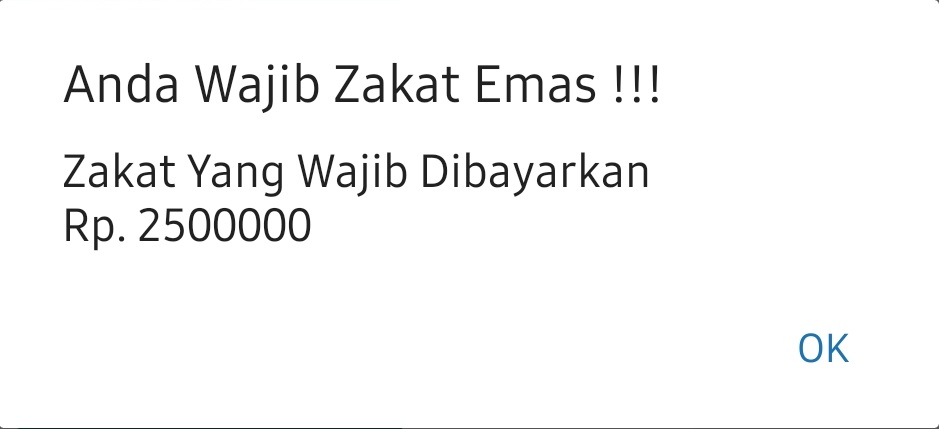 Anda Wajib Zakat Emas !!!
Zakat Yang Wajib Dibayarkan
Rp. 2500000
OK